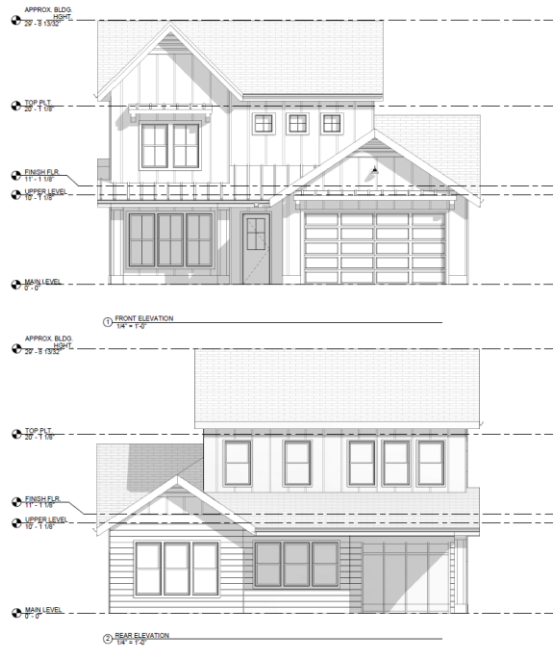 APPROX. BLDG.
HGHT.
29' - 8 13/32"
TOP PLT.
20' - 1 1/8"
FINISH FLR.
11' - 1 1/8"
UPPER LEVEL
10' - 1 1/8"
MAIN LEVEL
0' - 0"
1 FRONT ELEVATION
1/4" = 1'-0"
APPROX. BLDG.
HGHT.
29' - 8 13/32"
TOP PLT.
20' - 1 1/8"
FINISH FLR.
11' - 1 1/8"
UPPER LEVEL
10' - 1 1/8"
MAIN LEVEL
0' - 0"
2 REAR ELEVATION
1/4" = 1'-0"